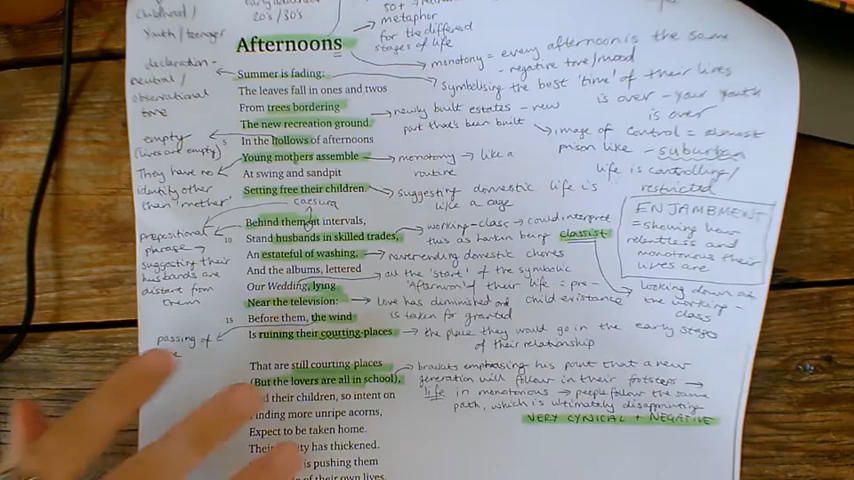 childhood/
youth/teenager
20's/30's
50+
metaphor
for the different
stages of life
Afternoons
monotony = every afternoon is the same
- negative tone/mood
declaration -
neutral/
observational
tone
Summer is fading:
The leaves fall in ones and twos
From trees bordering
The new recreation ground.
5 In the hollows of afternoons
Young mothers assemble
At swing and sandpit
Setting free their children.
symbolising the best 'time' of their lives
is over - your youth
is over
newly built estates - new
part that's been built
image of control = almost
prison like - suburban
life is controlling/
restricted
empty
(lives are empty)
They have no
identity other
than 'mother'
monotony → like a
routine
suggesting domestic life is
like a cage
caesura
Behind them, at intervals,
10 Stand husbands in skilled trades,
An estateful of washing,
And the albums, lettered
Our Wedding, lying
Near the television:
15 Before them, the wind
Is ruining their courting-places
Prepositional
phrase →
suggesting their
husbands are
distant from
them
working-class → could interpret
this as Larkin being classist
neverending domestic chores
all the 'start' of the symbolic
'Afternoon' of their life = pre-
child existance
love has diminished and
is taken for granted
the place they would go in the early stages
of their relationship
ENJAMBMENT
= showing how
relentless and
monotonous their
lives are
looking down at
the working-
class
passing of
That are still courting-places
(But the lovers are all in school),
their children, so intent on
Finding more unripe acorns,
Expect to be taken home.
Their has thickened.
is pushing them
of their own lives.
brackets emphasing his point that a new
generation will follow in their footsteps →
life in monotonous → people follow the same
path, which is ultimately disappointing
VERY CYNICAL + NEGATIVE